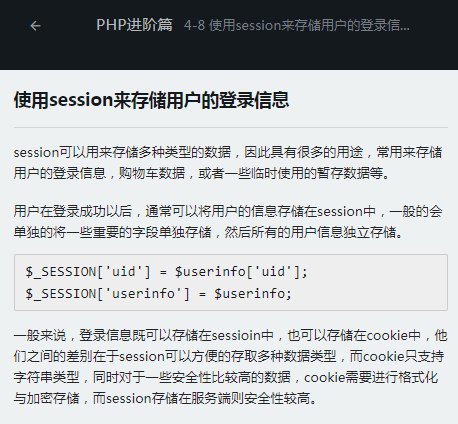 ← PHP进阶篇 4-8 使用session来存储用户的登录信息...
使用session来存储用户的登录信息
session可以用来存储多种类型的数据，因此具有很多的用途，常用来存储
用户的登录信息，购物车数据，或者一些临时使用的暂存数据等。
用户在登录成功以后，通常可以将用户的信息存储在session中，一般的会
单独的将一些重要的字段单独存储，然后所有的用户信息独立存储。
$_SESSION['uid'] = $userinfo['uid'];
$_SESSION['userinfo'] = $userinfo;
一般来说，登录信息既可以存储在sessioin中，也可以存储在cookie中，他
们之间的差别在于session可以方便的存取多种数据类型，而cookie只支持
字符串类型，同时对于一些安全性比较高的数据，cookie需要进行格式化
与加密存储，而session存储在服务端则安全性较高。